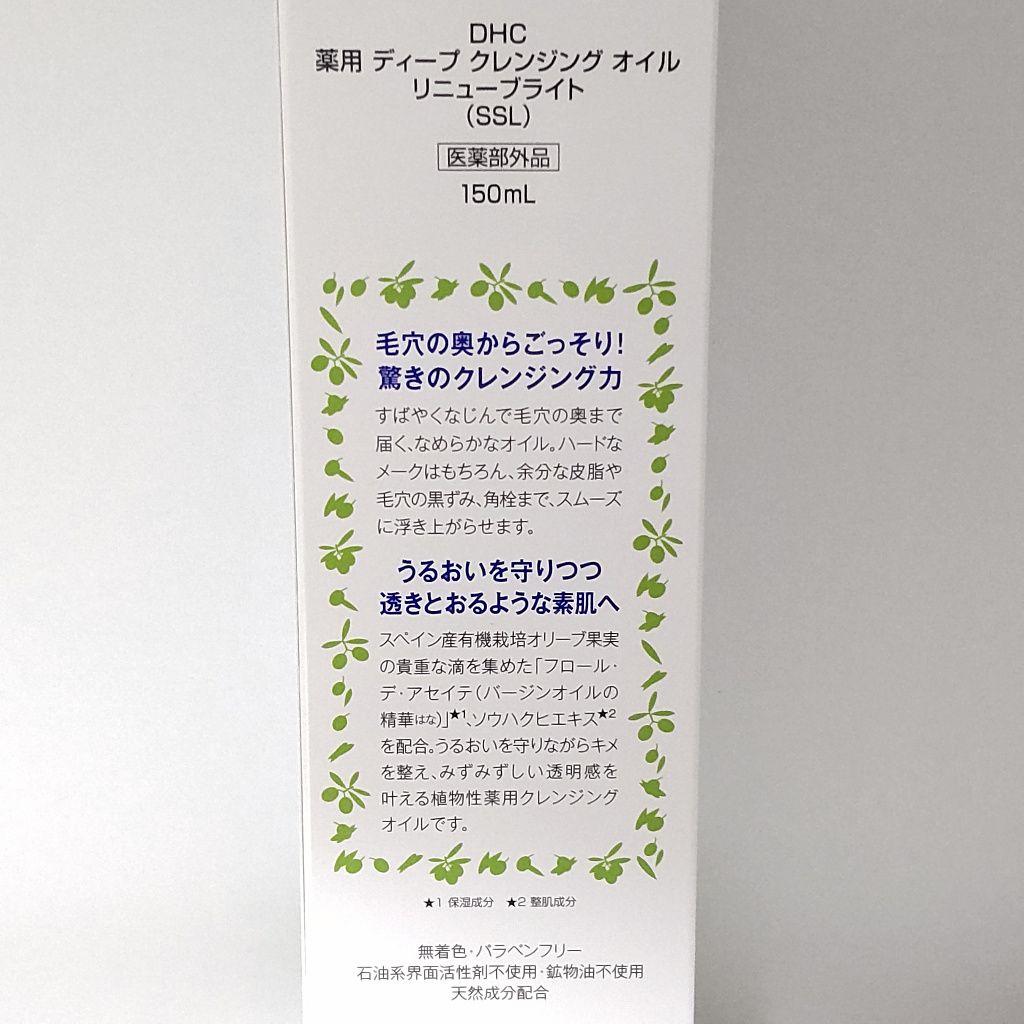 DHC
薬用 ディープ クレンジング オイル
リニューブライト
(SSL)
医薬部外品
150mL
毛穴の奥からごっそり!
驚きのクレンジング力
すばやくなじんで毛穴の奥まで
届く、なめらかなオイル。ハードな
メークはもちろん、余分な皮脂や
毛穴の黒ずみ、角栓まで、スムーズ
に浮き上がらせます。
うるおいを守りつつ
透きとおるような素肌へ
スペイン産有機栽培オリーブ果実
の貴重な滴を集めた「フロール・
デ・アセイテ(バージンオイルの
精華はな)」★1、ソウハクヒエキス★2
を配合。うるおいを守りながらキメ
を整え、みずみずしい透明感を
叶える植物性薬用クレンジング
オイルです。
★1 保湿成分 ★2 整肌成分
無着色・パラベンフリー
石油系界面活性剤不使用・鉱物油不使用
天然成分配合